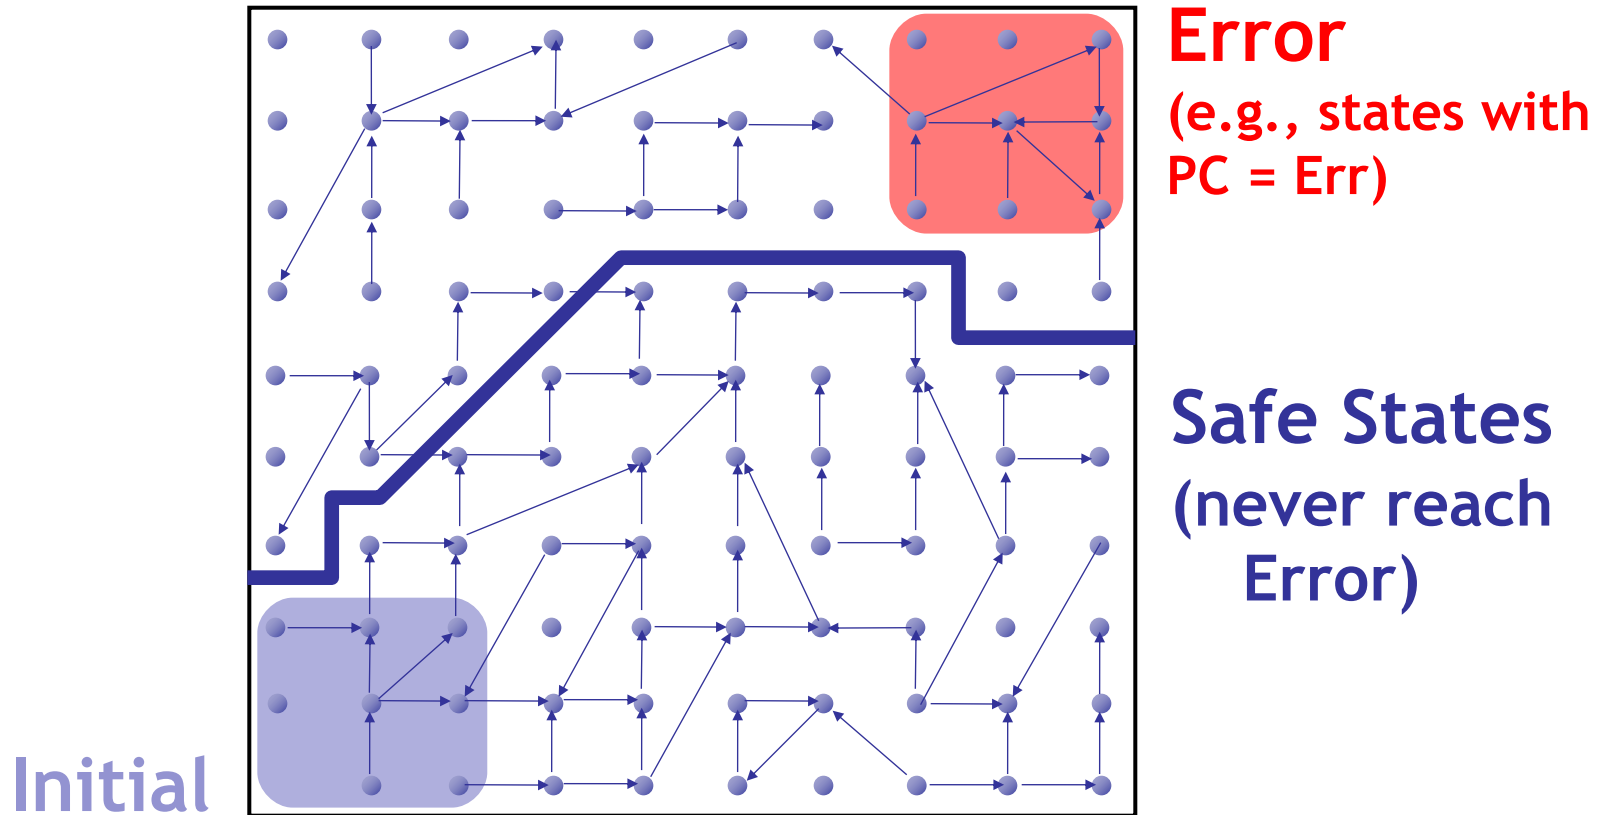 Error
(e.g., states with
PC = Err)
Safe States
(never reach
Error)
Initial